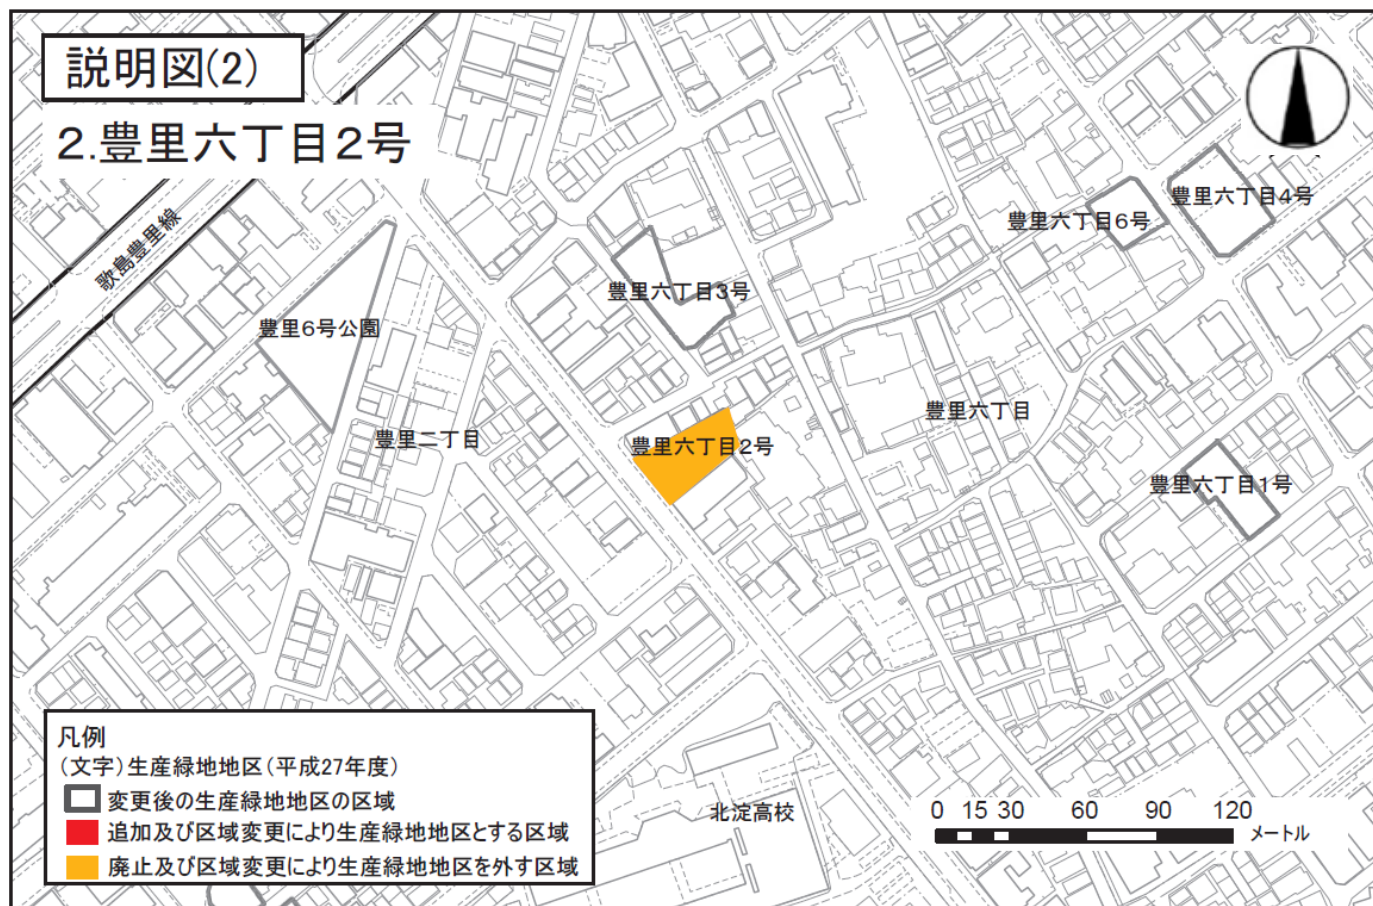 説明図(2)
2.豊里六丁目2号
歌島豊里線
豊里6号公園
豊里二丁目
豊里六丁目3号
豊里六丁目2号
豊里六丁目6号
豊里六丁目4号
豊里六丁目
豊里六丁目1号
北淀高校
凡例
(文字)生産緑地地区(平成27年度)
変更後の生産緑地地区の区域
追加及び区域変更により生産緑地地区とする区域
廃止及び区域変更により生産緑地地区を外す区域
0 15 30 60 90 120
メートル